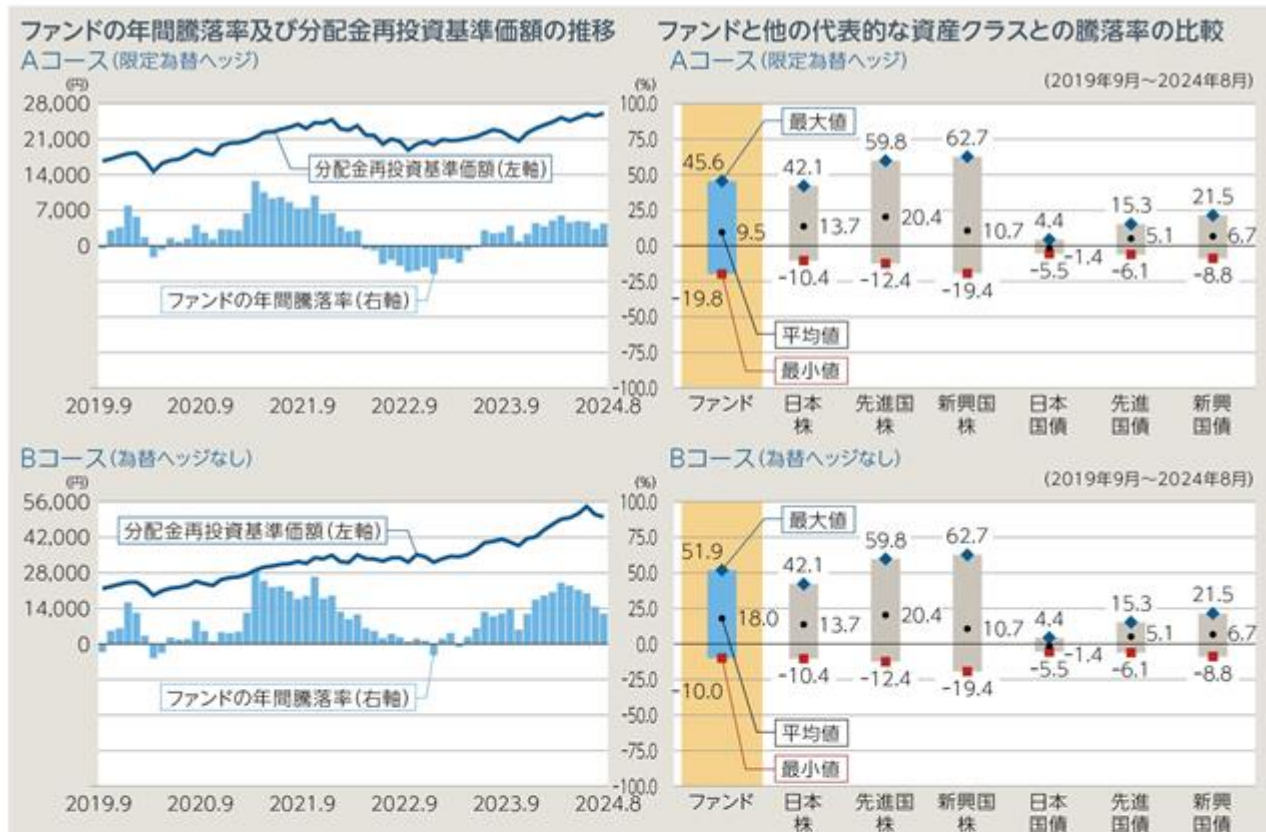 ファンドの年間騰落率及び分配金再投資基準価額の推移
Aコース(限定為替ヘッジ)
(円)
(%)
28,000
21,000
14,000
7,000
0
100.0
75.0
50.0
25.0
0.0
-25.0
-50.0
-75.0
-100.0
分配金再投資基準価額(左軸)
ファンドの年間騰落率(右軸)
2019.9 2020.9 2021.9 2022.9 2023.9 2024.8
ファンドと他の代表的な資産クラスとの騰落率の比較
Aコース(限定為替ヘッジ)
(2019年9月~2024年8月)
最大値
平均値
最小値
45.6 42.1 59.8 62.7 4.4 15.3 21.5
9.5 13.7 20.4 10.7 -1.4 5.1 6.7
-19.8 -10.4 -12.4 -19.4 -5.5 -6.1 -8.8
ファンド 日本株 先進国株 新興国株 日本国債 先進国債 新興国債
Bコース(為替ヘッジなし)
(円)
(%)
56,000
42,000
28,000
14,000
0
100.0
75.0
50.0
25.0
0.0
-25.0
-50.0
-75.0
-100.0
分配金再投資基準価額(左軸)
ファンドの年間騰落率(右軸)
2019.9 2020.9 2021.9 2022.9 2023.9 2024.8
Bコース(為替ヘッジなし)
(2019年9月~2024年8月)
最大値
平均値
最小値
51.9 42.1 59.8 62.7 4.4 15.3 21.5
18.0 13.7 20.4 10.7 -1.4 5.1 6.7
-10.0 -10.4 -12.4 -19.4 -5.5 -6.1 -8.8
ファンド 日本株 先進国株 新興国株 日本国債 先進国債 新興国債